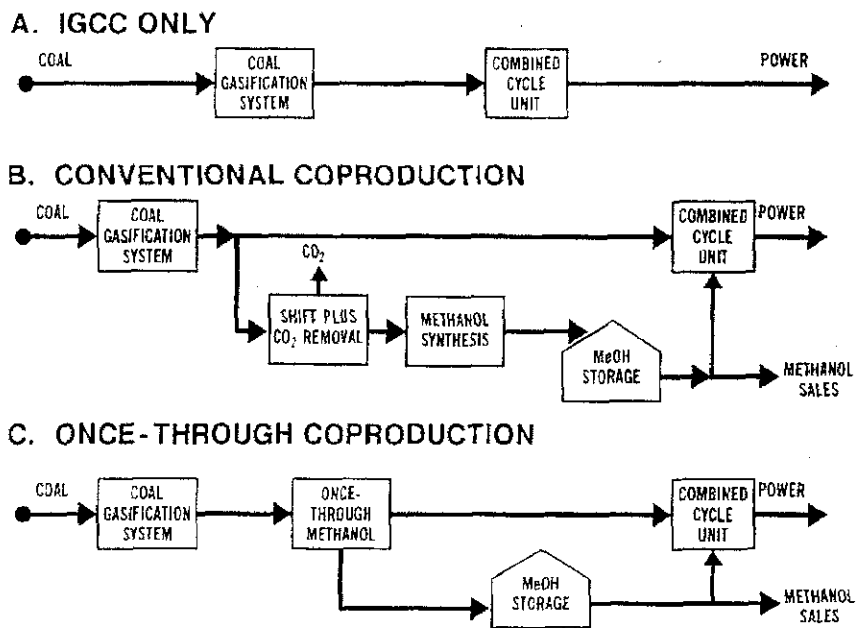 A. IGCC ONLY
COAL
COAL
GASIFICATION
SYSTEM
COMBINED
CYCLE
UNIT
POWER
B. CONVENTIONAL COPRODUCTION
COAL
COAL
GASIFICATION
SYSTEM
CO₂
SHIFT PLUS
CO₂ REMOVAL
METHANOL
SYNTHESIS
MeOH
STORAGE
COMBINED
CYCLE
UNIT
POWER
METHANOL
SALES
C. ONCE-THROUGH COPRODUCTION
COAL
COAL
GASIFICATION
SYSTEM
ONCE-
THROUGH
METHANOL
MeOH
STORAGE
COMBINED
CYCLE
UNIT
POWER
METHANOL
SALES